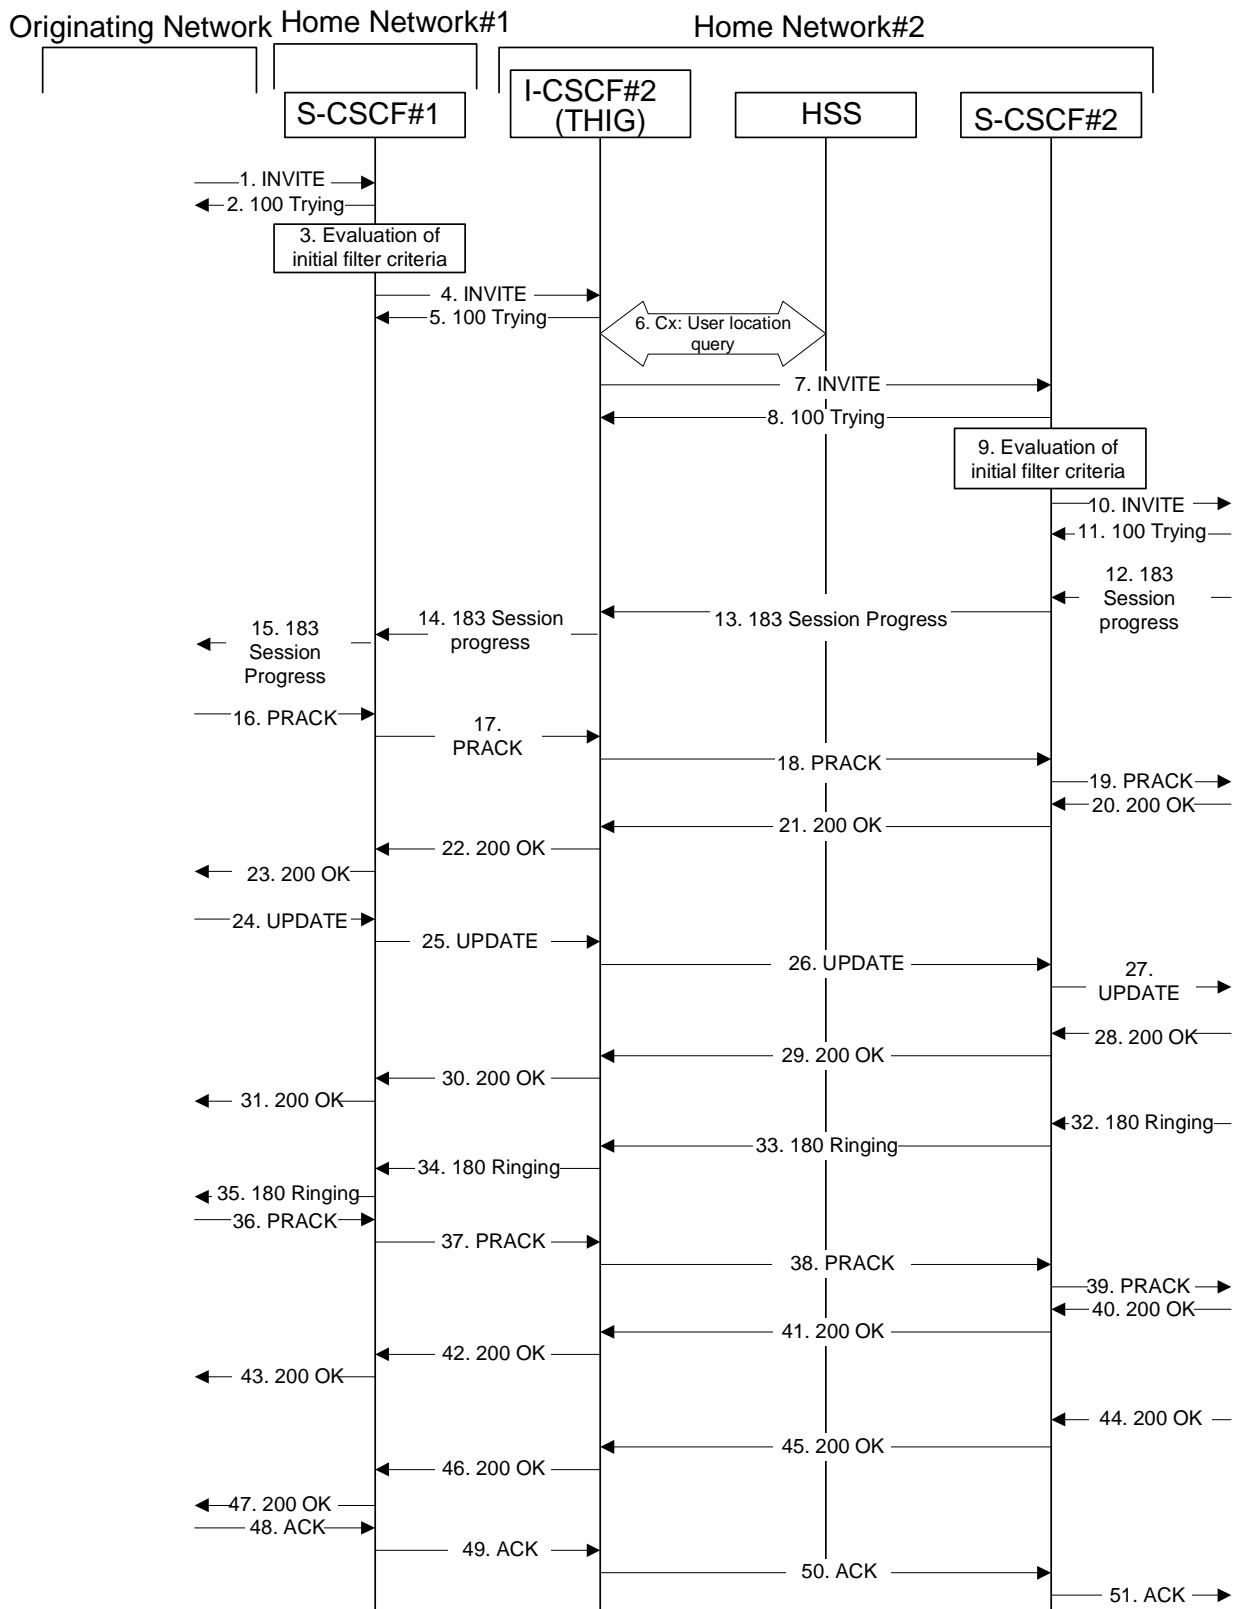 Originating Network
Home Network#1
Home Network#2
S-CSCF#1
I-CSCF#2
(THIG)
HSS
S-CSCF#2
1. INVITE
2. 100 Trying
3. Evaluation of
initial filter criteria
4. INVITE
5. 100 Trying
6. Cx: User location
query
7. INVITE
8. 100 Trying
9. Evaluation of
initial filter criteria
10. INVITE
11. 100 Trying
12. 183
Session
progress
13. 183 Session Progress
14. 183 Session
progress
15. 183
Session
Progress
16. PRACK
17.
PRACK
18. PRACK
19. PRACK
20. 200 OK
21. 200 OK
22. 200 OK
23. 200 OK
24. UPDATE
25. UPDATE
26. UPDATE
27.
UPDATE
28. 200 OK
29. 200 OK
30. 200 OK
31. 200 OK
32. 180 Ringing
33. 180 Ringing
34. 180 Ringing
35. 180 Ringing
36. PRACK
37. PRACK
38. PRACK
39. PRACK
40. 200 OK
41. 200 OK
42. 200 OK
43. 200 OK
44. 200 OK
45. 200 OK
46. 200 OK
47. 200 OK
48. ACK
49. ACK
50. ACK
51. ACK